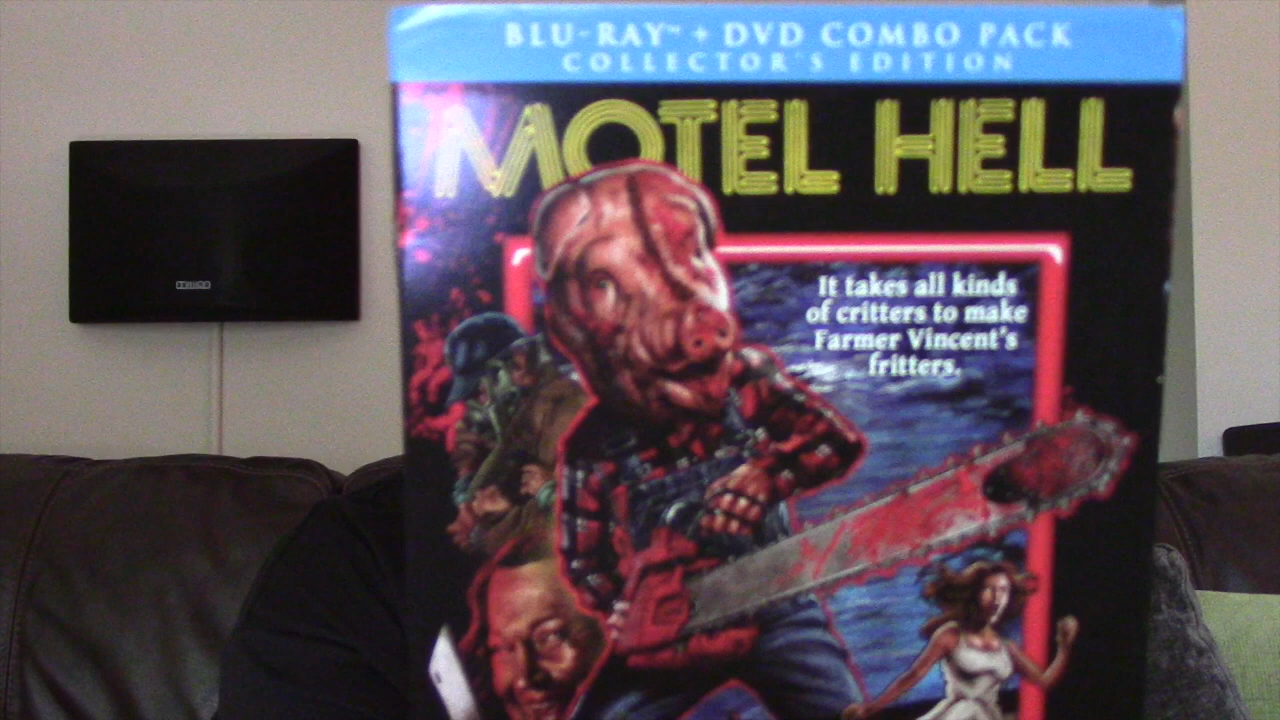 BLU-RAY™ + DVD COMBO PACK
COLLECTOR'S EDITION
MOTEL HELL
It takes all kinds
of critters to make
Farmer Vincent's
fritters.